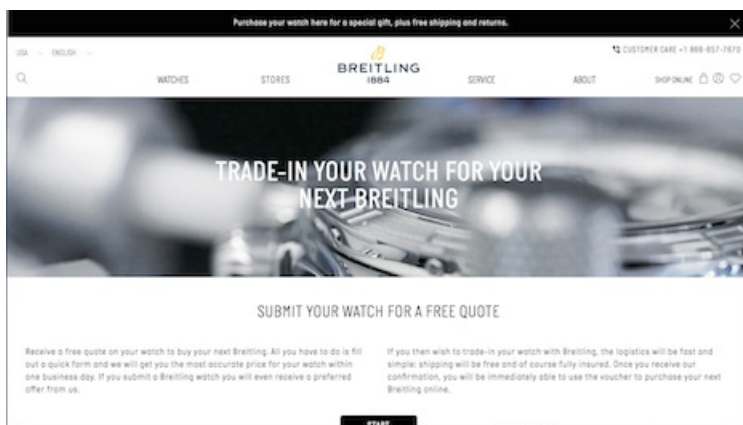 Purchase your watch here for a special gift, plus free shipping and returns.
USA
ENGLISH
CUSTOMER CARE +1 866-657-7670
BREITLING
1884
WATCHES
STORES
SERVICE
ABOUT
SHOP ONLINE
TRADE-IN YOUR WATCH FOR YOUR
NEXT BREITLING
SUBMIT YOUR WATCH FOR A FREE QUOTE
Receive a free quote on your watch to buy your next Breitling. All you have to do is fill
out a quick form and we will get you the most accurate price for your watch within
one business day. If you submit a Breitling watch you will even receive a preferred
offer from us.
If you then wish to trade-in your watch with Breitling, the logistics will be fast and
simple: shipping will be free and of course fully insured. Once you receive our
confirmation, you will be immediately able to use the voucher to purchase your next
Breitling online.
START